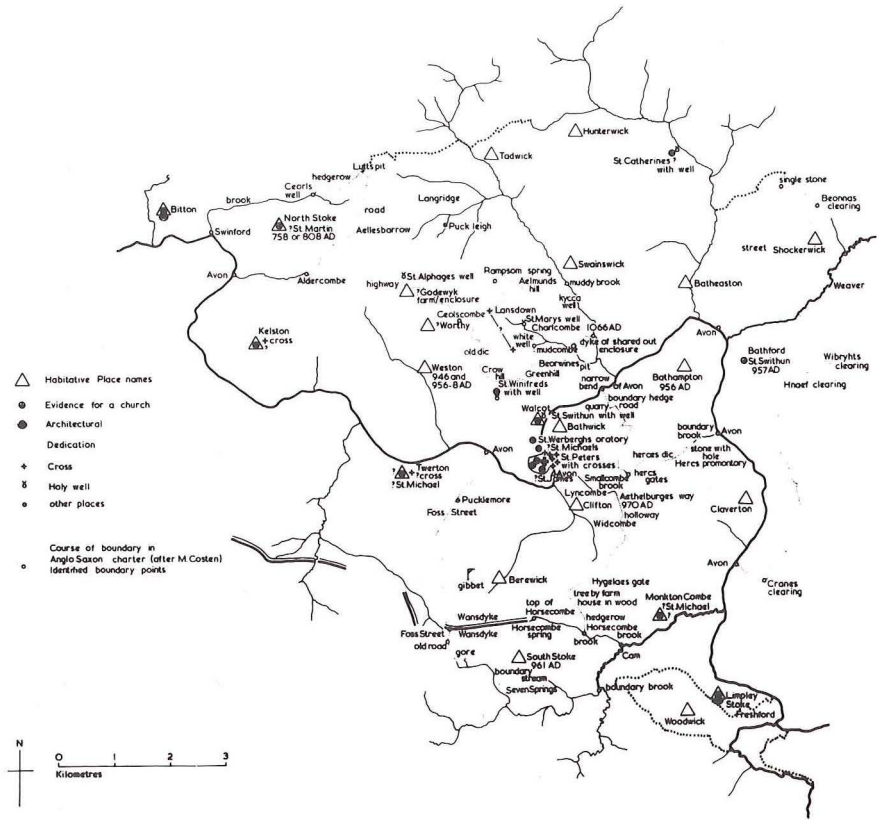 Hunterwick
Tadwick
St. Catherines ?
with well
Luttspit
hedgerow
Cearls
well
brook
single stone
Beonnas
clearing
Bitton
North Stoke
?St. Martin
758 or 808 AD
road
Langridge
Aellesbarrow
Puck leigh
Swinford
street
Shockerwick
Swainswick
Avon
Aldercombe
highway
St. Alphages well
?Godewyk
farm/enclosure
Rampsom spring
Aelmunds
hill
muddy brook
kycca
well
Batheaston
Weaver
Ceolscombe
Lansdown
?Worthy
St Marys well
Charlcombe
1066 AD
white
well
mudcombe
dyke of shared out
enclosure
old dic
Avon
Kelston
? cross
?
Weston
946 and
956-8 AD
Crow
hill
Beorwines
pit
Greenhill
St Winifreds
with well
narrow
bend of Avon
Bathampton
956 AD
Bathford
St Swithun
957 AD
Wibryhts
clearing
Hnaef clearing
boundary hedge
quarry
road
Walcot
?St Swithun with well
Bathwick
St Werberghs oratory
St Michaels
St. Peters
with crosses
Avon
?St James
boundary
brook
Avon
stone with
hole
Hercs promontory
herces dic
hercs
gates
Smallcombe
brook
Avon
Twerton
? cross
?St Michael
Pucklemore
Foss Street
Lyncombe
Clifton
Aethelburges way
970 AD
holloway
Widcombe
Claverton
Avon
gibbet
Berewick
Hygelacs gate
tree by farm
house in wood
Monkton Combe
?St Michael
?
Cranes
clearing
top of
Horsecombe
Wansdyke
Foss Street
old road
Wansdyke
Horsecombe
spring
hedgerow
Horsecombe
brook
brook
gore
South Stoke
961 AD
boundary
stream
Seven Springs
Cam
boundary brook
Limpley
Stoke
Freshford
Woodwick
Habitative Place names
Evidence for a church
Architectural
Dedication
Cross
Holy well
other places
Course of boundary in
Anglo Saxon charter (after M. Costen)
Identified boundary points
N
0 1 2 3
Kilometres